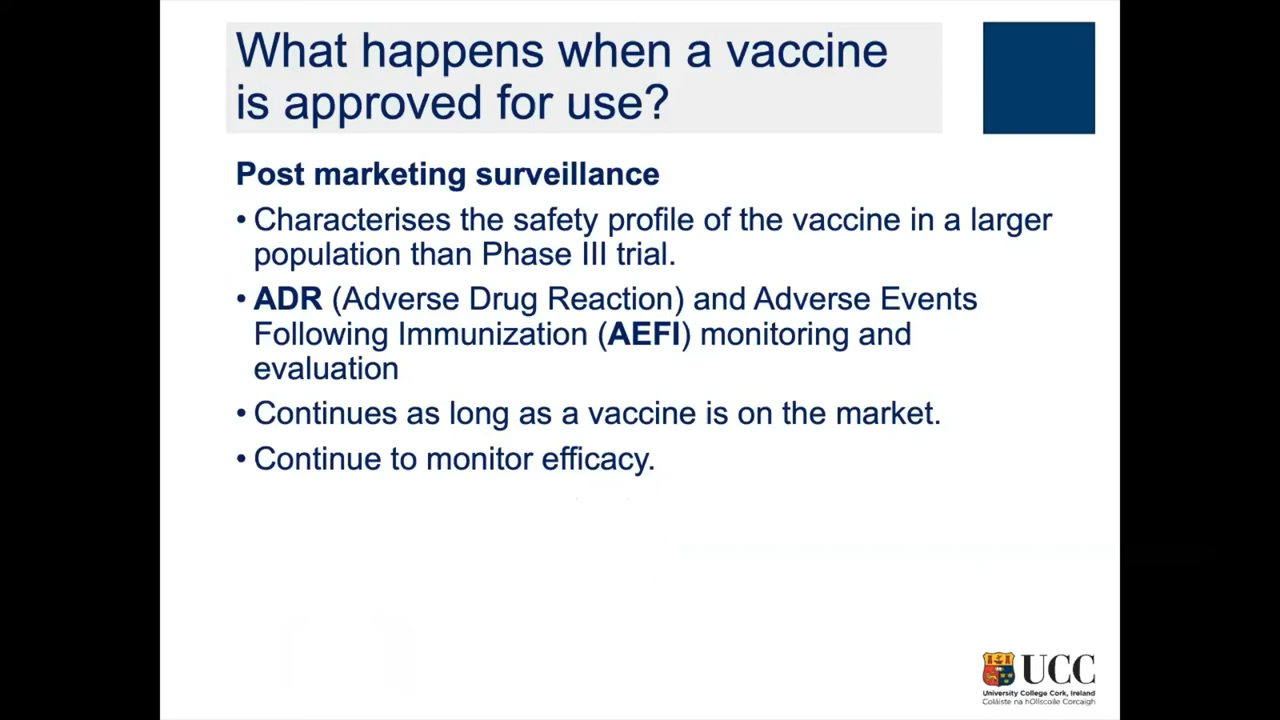 What happens when a vaccine
is approved for use?
Post marketing surveillance
• Characterises the safety profile of the vaccine in a larger
population than Phase III trial.
• ADR (Adverse Drug Reaction) and Adverse Events
Following Immunization (AEFI) monitoring and
evaluation
• Continues as long as a vaccine is on the market.
• Continue to monitor efficacy.
UCC
University College Cork, Ireland
Coláiste na hOllscoile Corcaigh